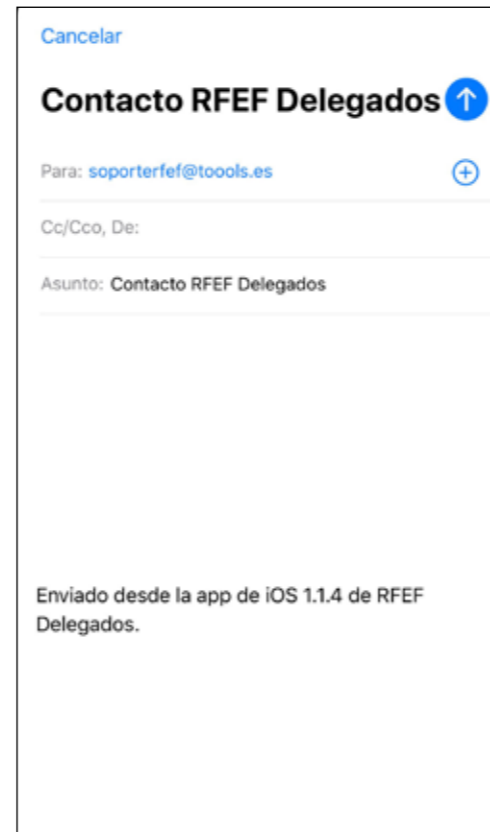 Cancelar
Contacto RFEF Delegados
Para: soporterfef@toools.es
Cc/Cco, De:
Asunto: Contacto RFEF Delegados
Enviado desde la app de iOS 1.1.4 de RFEF
Delegados.